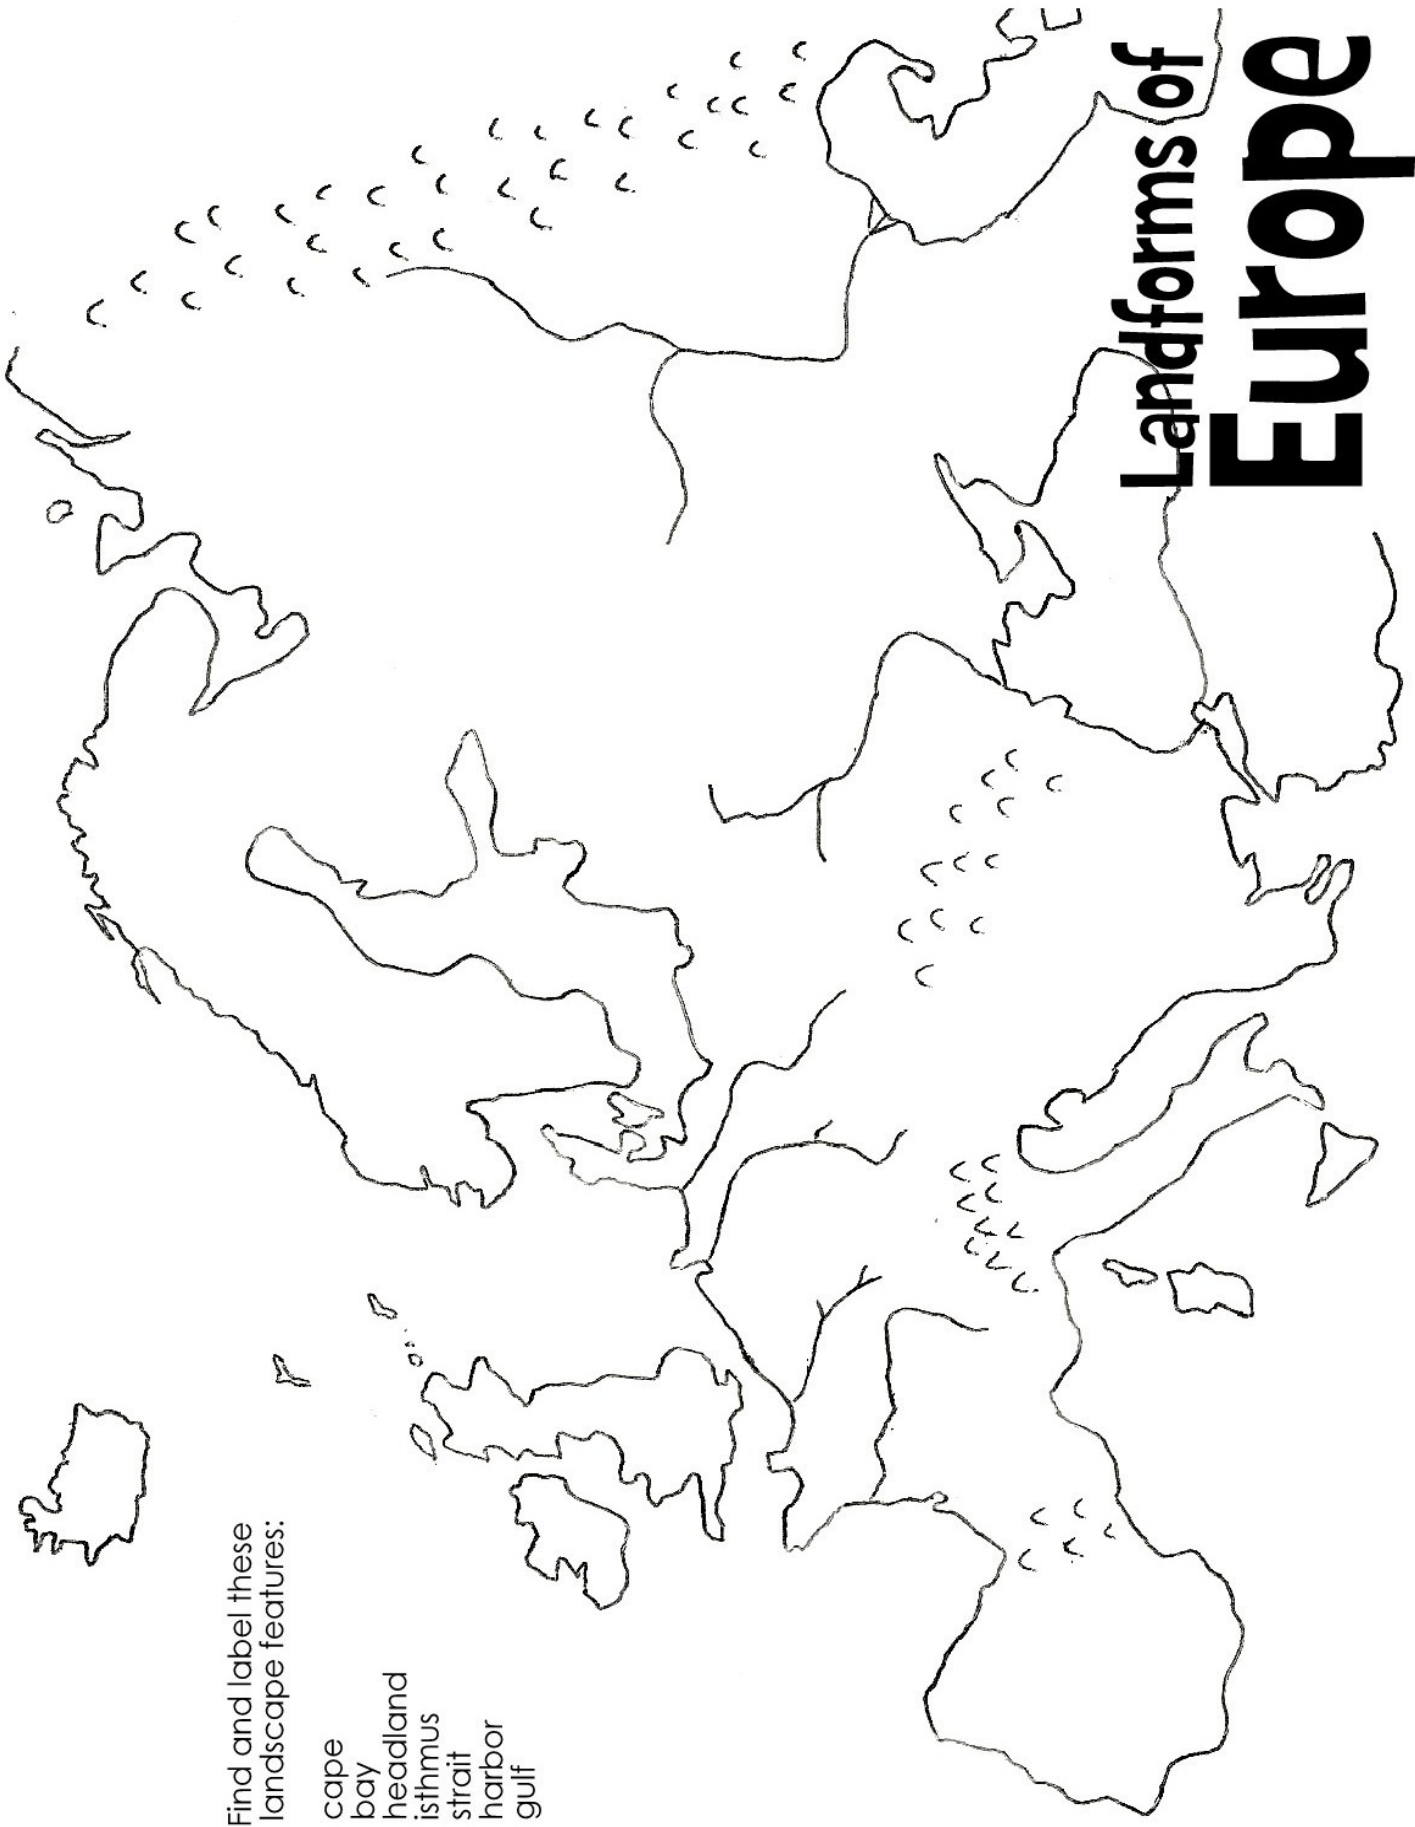 Landforms of
Europe
Find and label these
landscape features:
cape
bay
headland
isthmus
strait
harbor
gulf